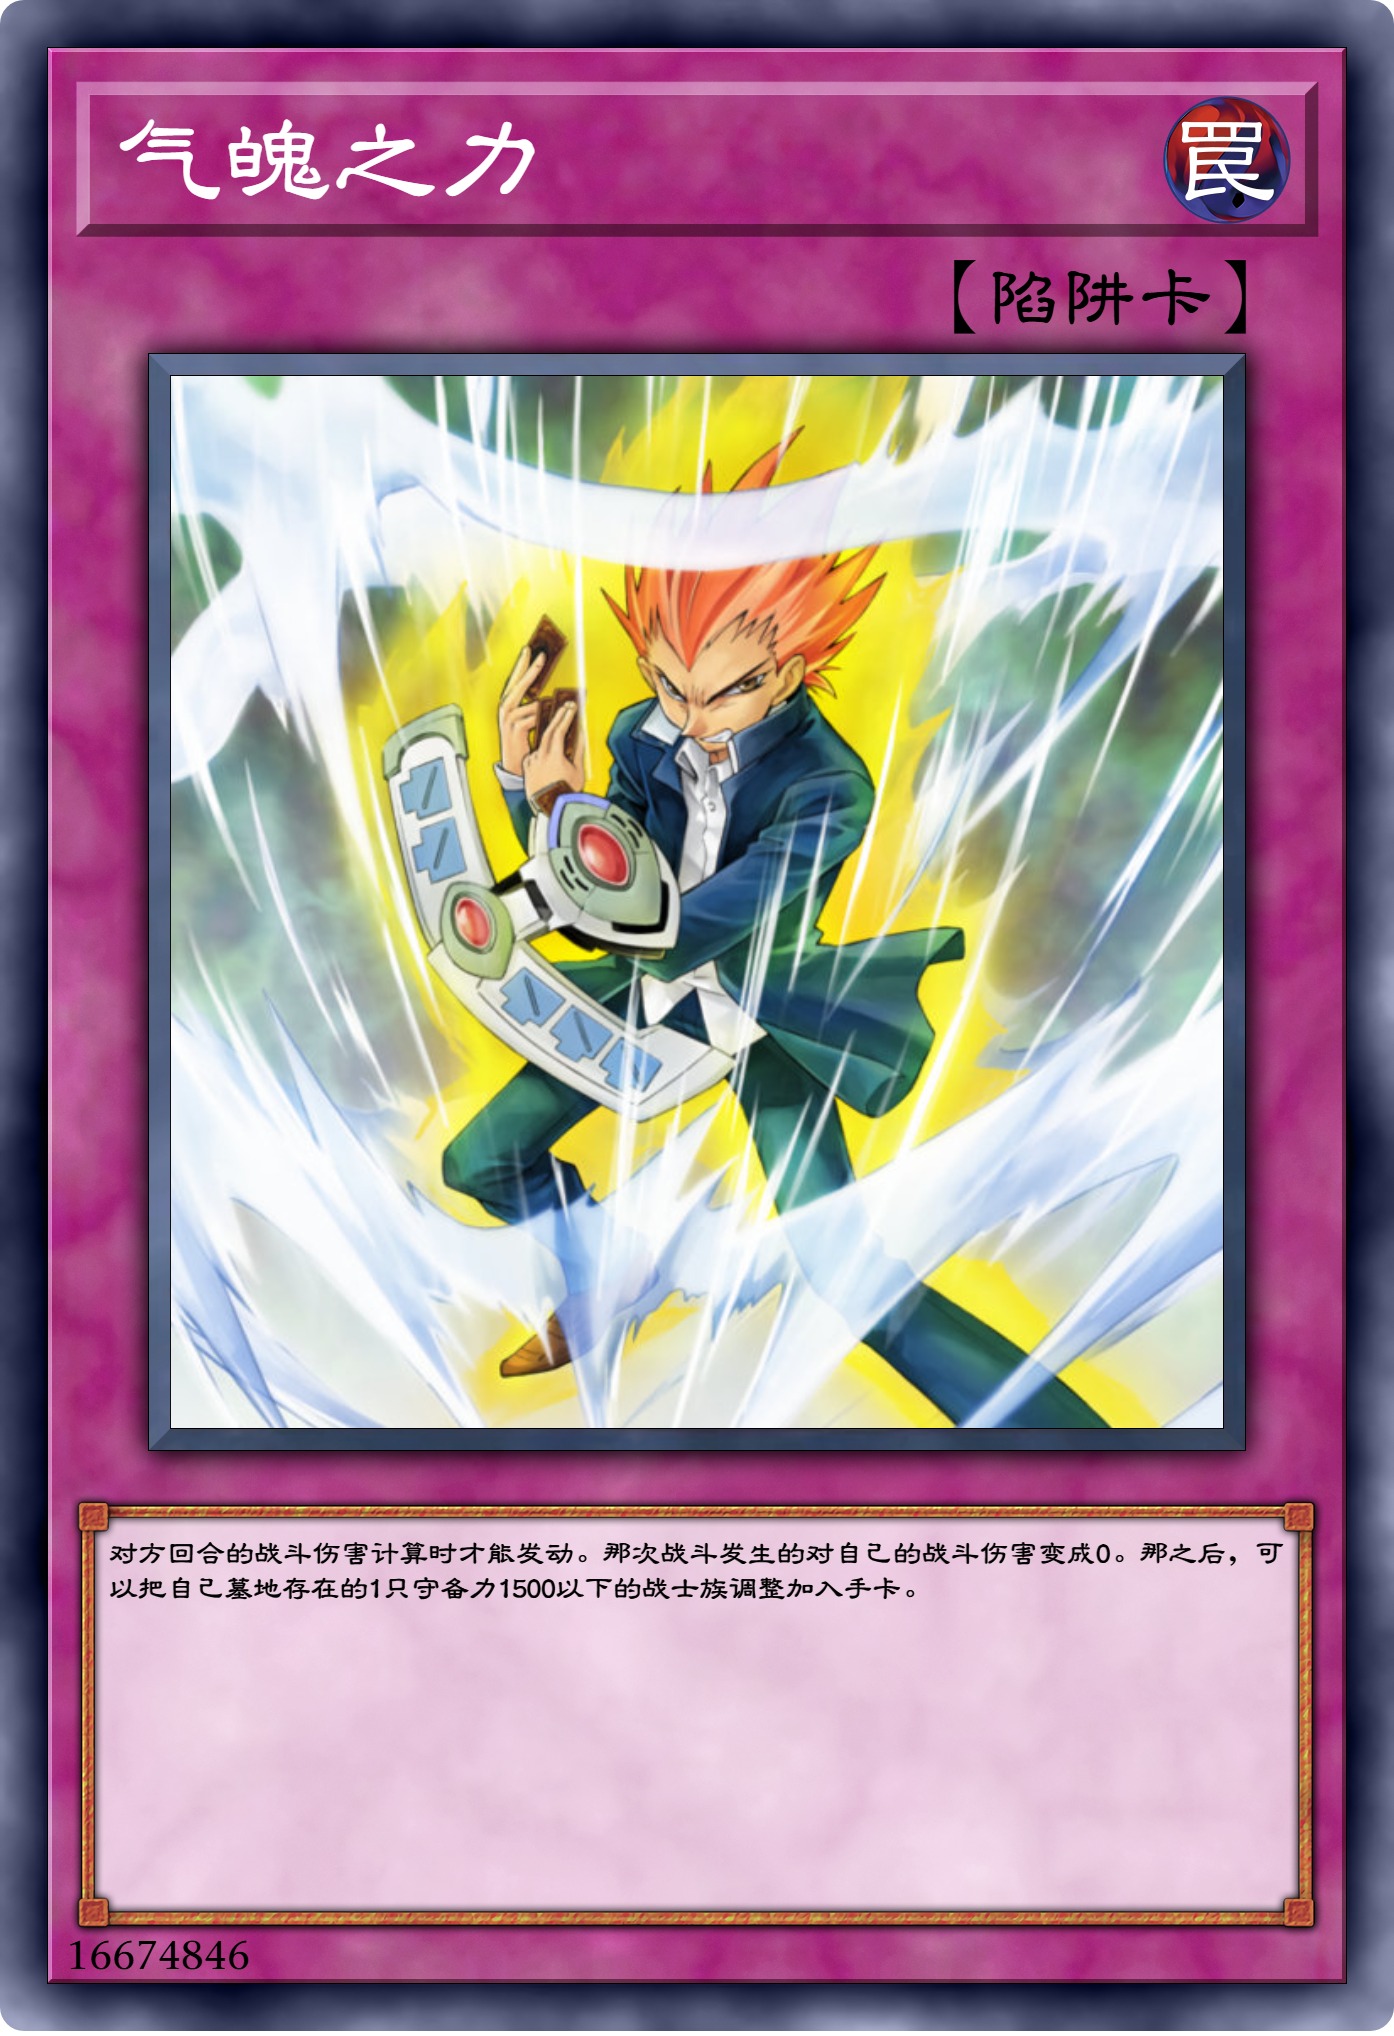 气魄之力
罠
【陷阱卡】
对方回合的战斗伤害计算时才能发动。那次战斗发生的对自己的战斗伤害变成0。那之后，可
以把自己墓地存在的1只守备力1500以下的战士族调整加入手卡。
16674846